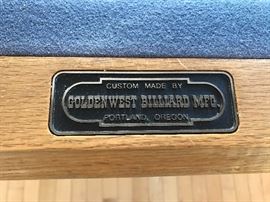 CUSTOM MADE BY
GOLDENWEST BILLIARD MFG.
PORTLAND, OREGON